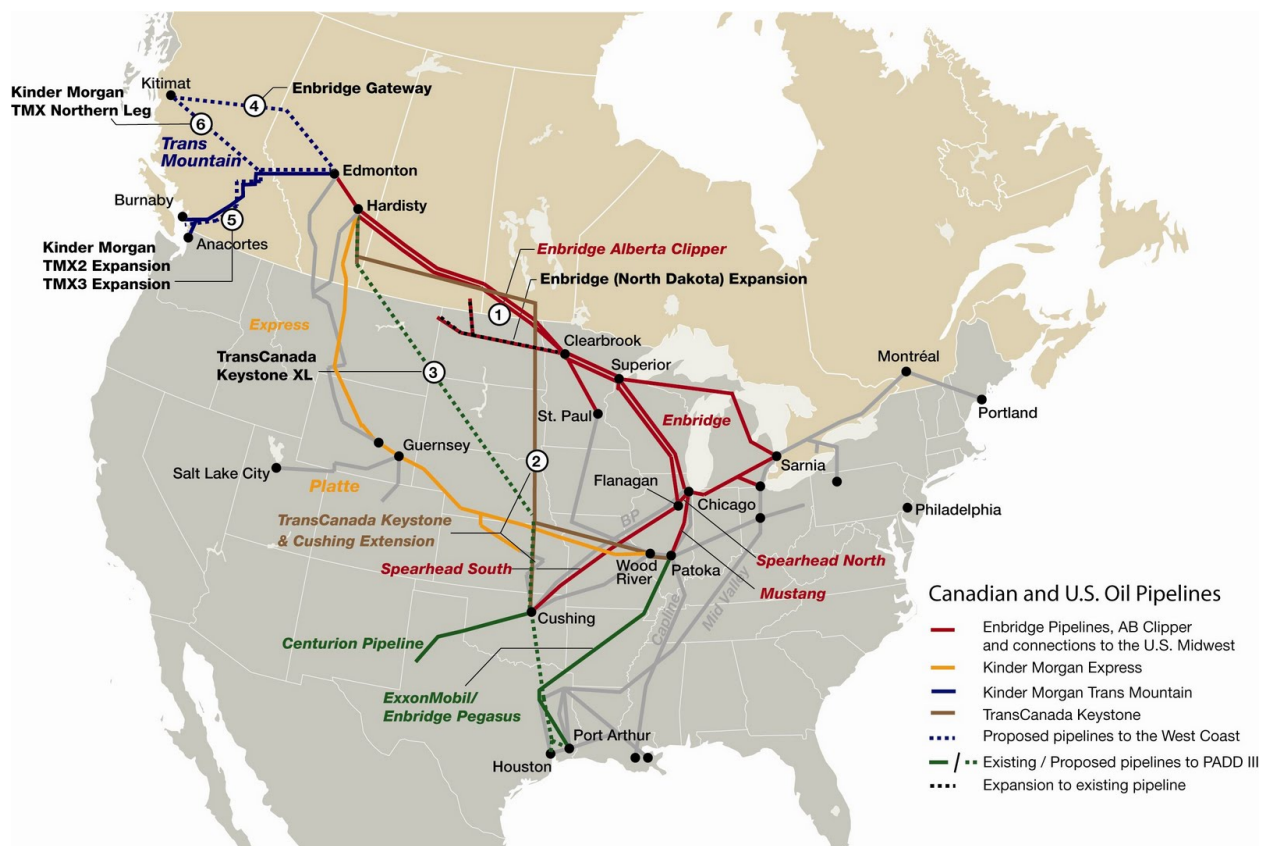 Kitimat
Kinder Morgan
TMX Northern Leg
4
Enbridge Gateway
6
Trans
Mountain
Edmonton
Burnaby
Hardisty
5
Anacortes
Kinder Morgan
TMX2 Expansion
TMX3 Expansion
Enbridge Alberta Clipper
Enbridge (North Dakota) Expansion
1
Express
Clearbrook
TransCanada
Keystone XL
3
Superior
Montréal
Portland
St. Paul
Enbridge
Guernsey
Salt Lake City
2
Sarnia
Flanagan
Platte
Chicago
Philadelphia
BP
TransCanada Keystone
& Cushing Extension
Spearhead South
Wood
River
Patoka
Spearhead North
Mustang
Cushing
Capline
Mid Valley
Centurion Pipeline
ExxonMobil/
Enbridge Pegasus
Port Arthur
Houston
Canadian and U.S. Oil Pipelines
Enbridge Pipelines, AB Clipper
and connections to the U.S. Midwest
Kinder Morgan Express
Kinder Morgan Trans Mountain
TransCanada Keystone
Proposed pipelines to the West Coast
/ Existing / Proposed pipelines to PADD III
Expansion to existing pipeline